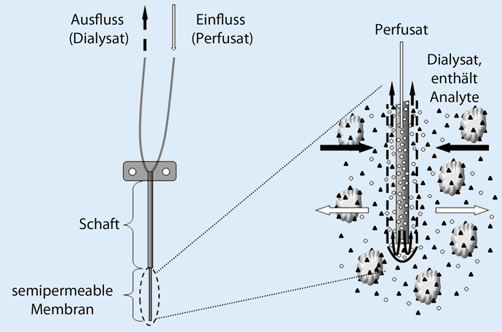 Ausfluss
(Dialysat)
Einfluss
(Perfusat)
Perfusat
Dialysat,
enthält
Analyte
Schaft
semipermeable
Membran